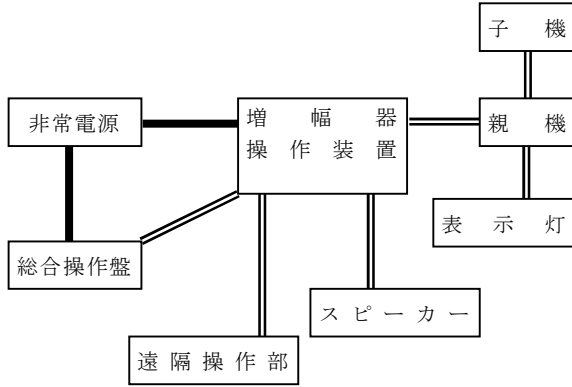 子機
非常電源
増幅器
操作装置
親機
表示灯
総合操作盤
スピーカー
遠隔操作部